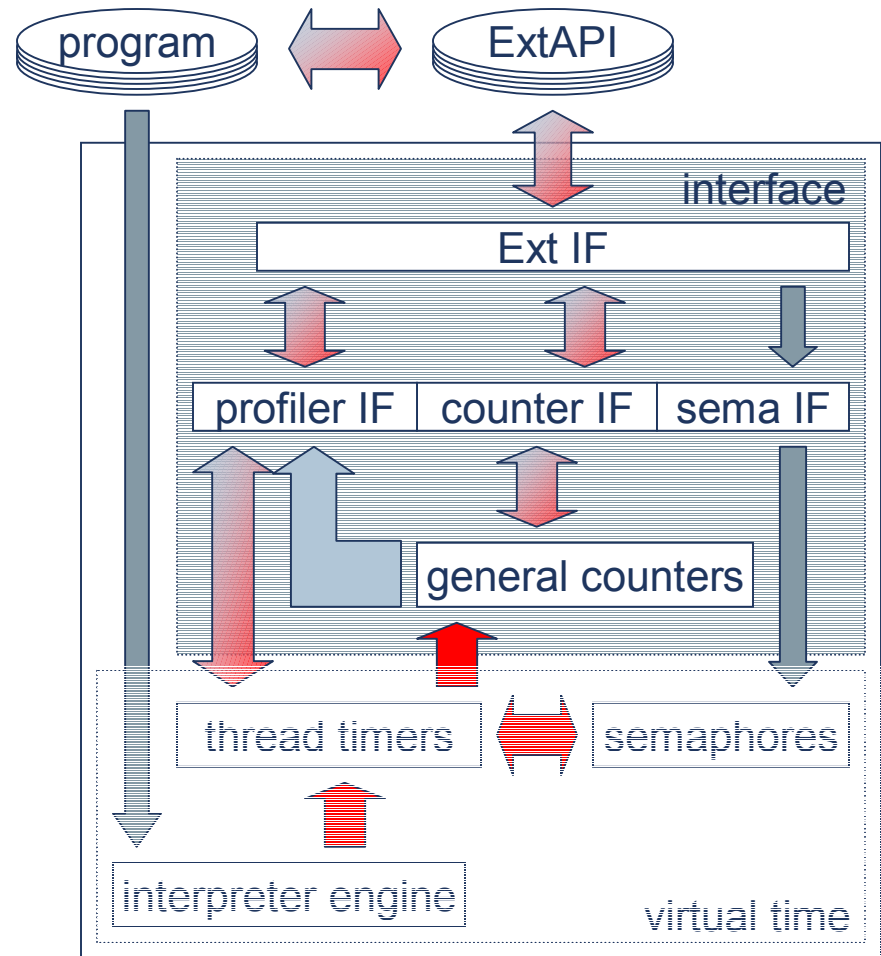 program
ExtAPI
interface
Ext IF
profiler IF
counter IF
sema IF
general counters
thread timers
semaphores
interpreter engine
virtual time